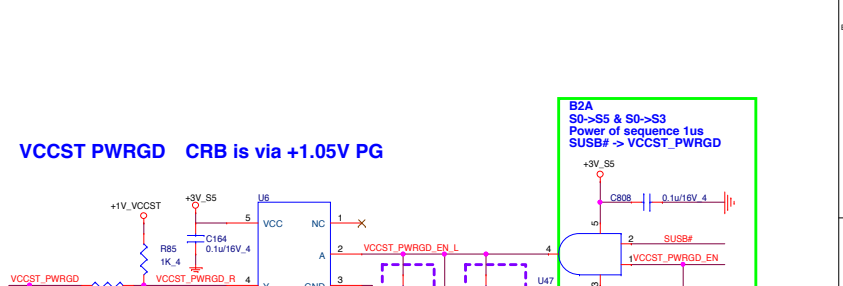 B2A
S0->S5 & S0->S3
Power of sequence 1us
SUSB# -> VCCST_PWRGD
VCCST PWRGD CRB is via +1.05V PG
+3V_S5
+1V_VCCST
+3V_S5
U6
C808
0.1u/16V_4
5
VCC
NC
1
5
R85
1K_4
C164
0.1u/16V_4
A
2
VCCST_PWRGD_EN_L
4
2
SUSB#
1
VCCST_PWRGD_EN
VCCST_PWRGD
VCCST_PWRGD_R
4
3
U47
3